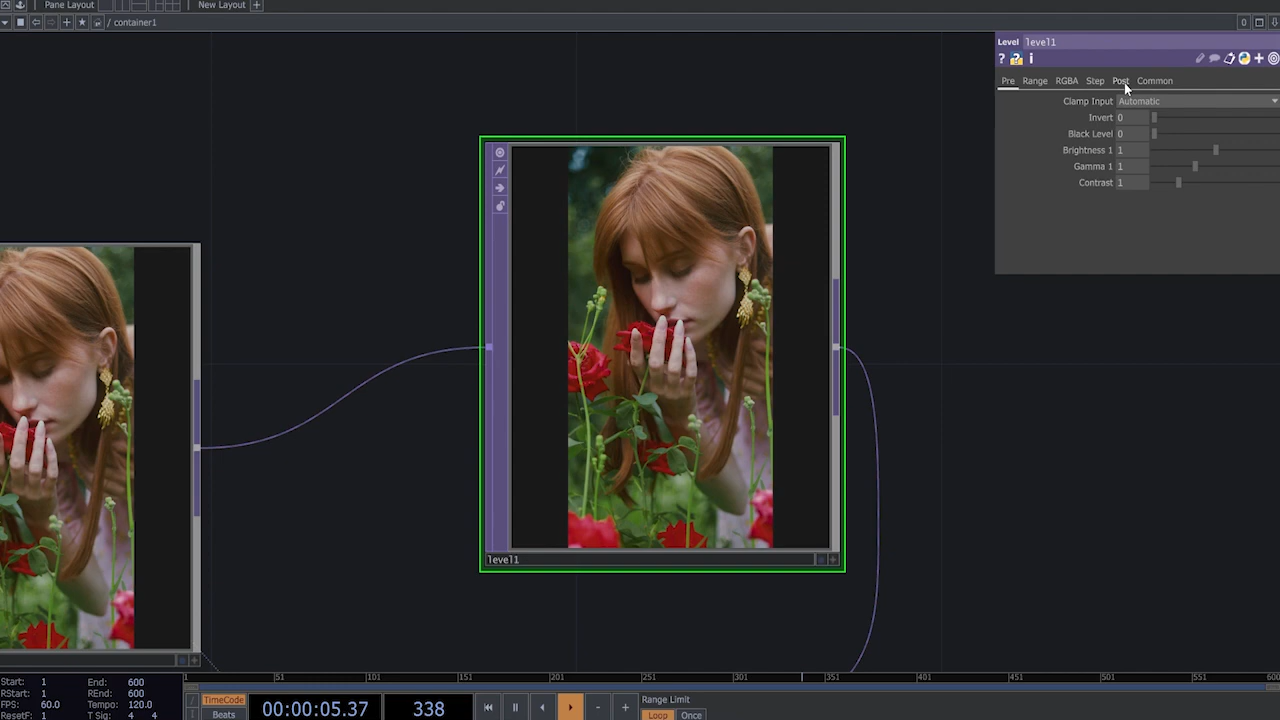 Pane Layout New Layout +
/ container1 0
Level level1
? ? i
Pre Range RGBA Step Post Common
Clamp Input Automatic
Invert 0
Black Level 0
Brightness 1 1
Gamma 1 1
Contrast 1
level1
1 51 101 151 201 251 301 351 401 451 501 551 600
Start: 1 End: 600
RStart: 1 REnd: 600
FPS: 60.0 Tempo: 120.0
ResetF: 1 T Sig: 4 4
TimeCode
Beats
00:00:05.37
338
- +
Range Limit
Loop Once